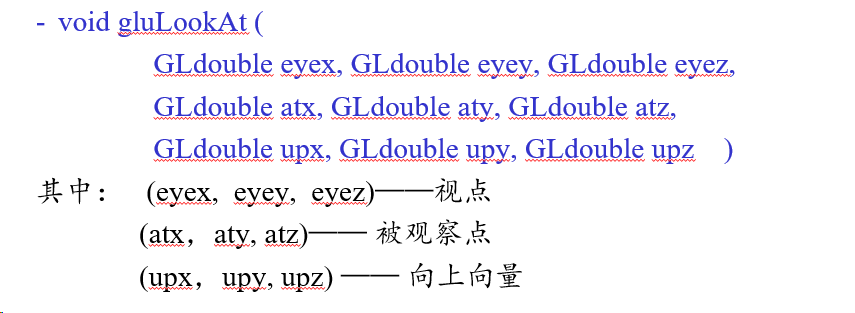 - void gluLookAt (
GLdouble eyex, GLdouble eyey, GLdouble eyez,
GLdouble atx, GLdouble aty, GLdouble atz,
GLdouble upx, GLdouble upy, GLdouble upz )
其中： (eyex, eyey, eyez)——视点
(atx，aty, atz)—— 被观察点
(upx，upy, upz) —— 向上向量